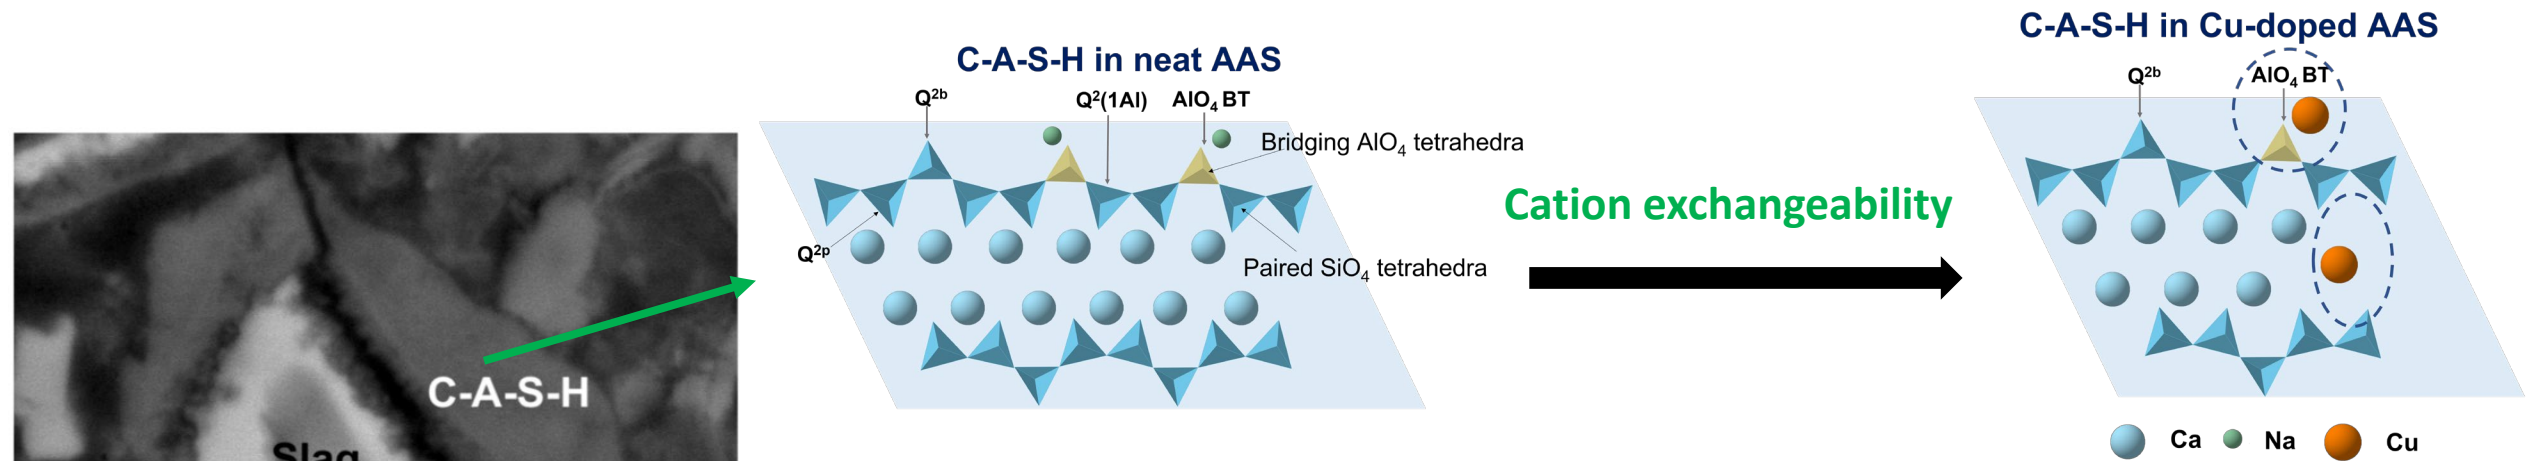 C-A-S-H in neat AAS
C-A-S-H in Cu-doped AAS
Q²ᵇ
Q²(1Al)
AlO₄ BT
Bridging AlO₄ tetrahedra
Q²ᵖ
Paired SiO₄ tetrahedra
Cation exchangeability
Q²ᵇ
AlO₄ BT
C-A-S-H
Slag
Ca
Na
Cu